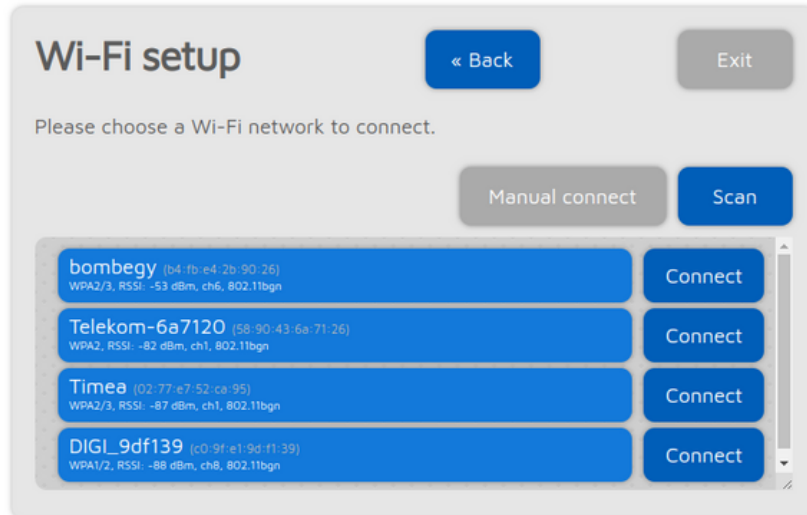 Wi-Fi setup
« Back
Exit
Please choose a Wi-Fi network to connect.
Manual connect
Scan
bombegy (b4:fb:e4:2b:90:26)
WPA2/3, RSSI: -53 dBm, ch6, 802.11bgn
Connect
Telekom-6a7120 (58:90:43:6a:71:26)
WPA2, RSSI: -82 dBm, ch1, 802.11bgn
Connect
Timea (02:77:e7:52:ca:95)
WPA2/3, RSSI: -87 dBm, ch1, 802.11bgn
Connect
DIGI_9df139 (c0:9f:e1:9d:f1:39)
WPA1/2, RSSI: -88 dBm, ch8, 802.11bgn
Connect